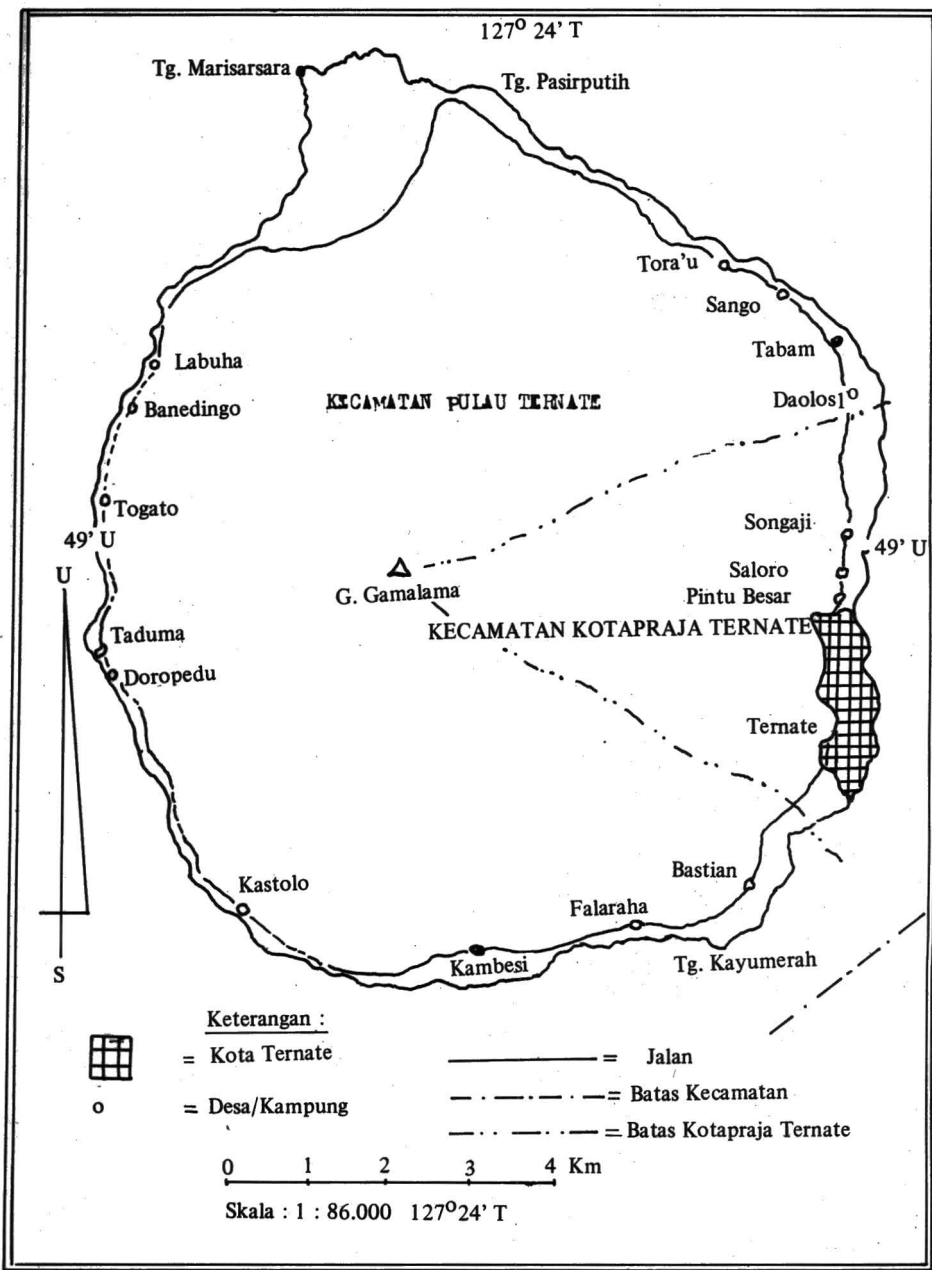 127° 24' T
Tg. Marisarsara
Tg. Pasirputih
Tora'u
Sango
Tabam
Labuha
KECAMATAN PULAU TERNATE
Banedingo
Daolos1
Togato
Songaji
49' U
49' U
U
Saloro
G. Gamalama
Pintu Besar
KECAMATAN KOTAPRAJA TERNATE
Taduma
Doropedu
Ternate
Bastian
Kastolo
Falaraha
Kambesi
Tg. Kayumerah
S
Keterangan :
= Kota Ternate
= Jalan
= Desa/Kampung
= Batas Kecamatan
= Batas Kotapraja Ternate
0 1 2 3 4 Km
Skala : 1 : 86.000 127°24' T